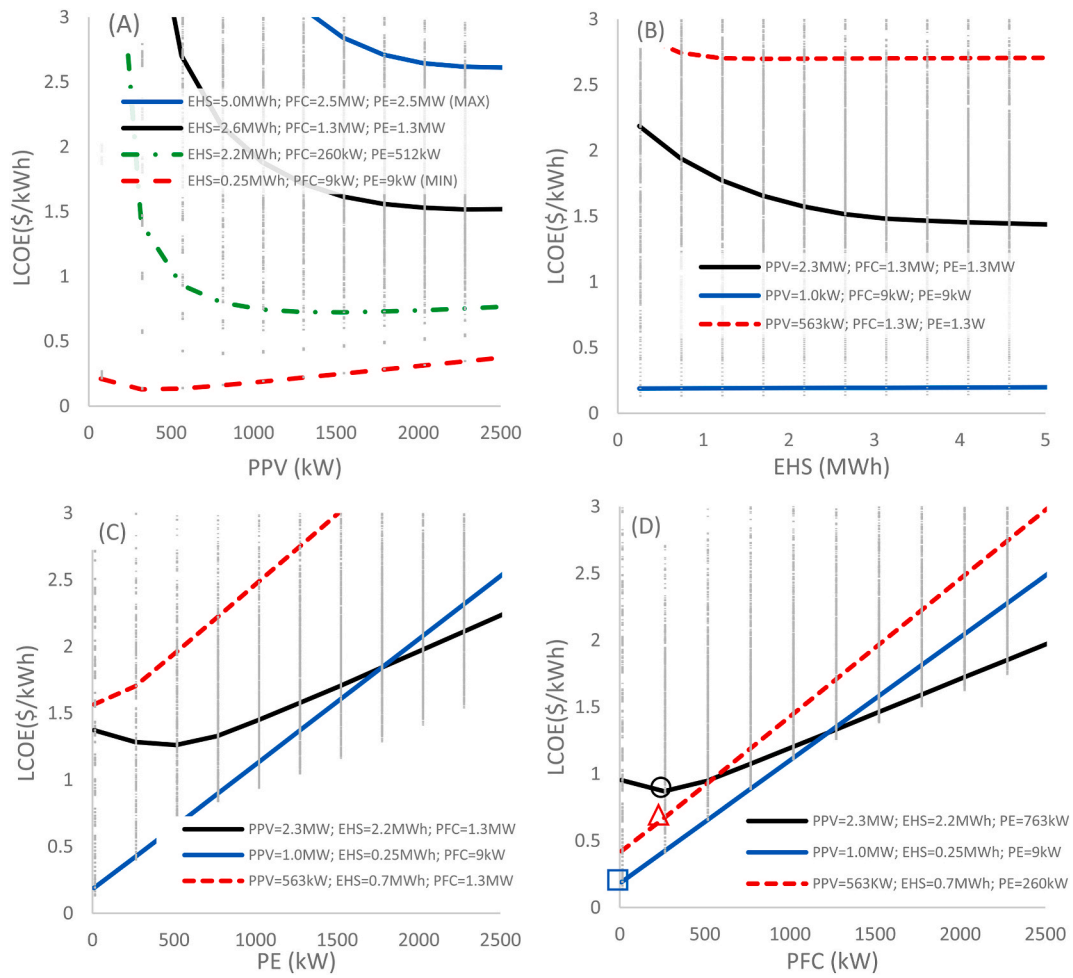 (A)
LCOE($/kWh)
3
2.5
2
1.5
1
0.5
0
EHS=5.0MWh; PFC=2.5MW; PE=2.5MW (MAX)
EHS=2.6MWh; PFC=1.3MW; PE=1.3MW
EHS=2.2MWh; PFC=260kW; PE=512kW
EHS=0.25MWh; PFC=9kW; PE=9kW (MIN)
0 500 1000 1500 2000 2500
PPV (kW)
(B)
LCOE($/kWh)
3
2.5
2
1.5
1
0.5
0
PPV=2.3MW; PFC=1.3MW; PE=1.3MW
PPV=1.0kW; PFC=9kW; PE=9kW
PPV=563kW; PFC=1.3W; PE=1.3W
0 1 2 3 4 5
EHS (MWh)
(C)
LCOE($/kWh)
3
2.5
2
1.5
1
0.5
0
PPV=2.3MW; EHS=2.2MWh; PFC=1.3MW
PPV=1.0MW; EHS=0.25MWh; PFC=9kW
PPV=563kW; EHS=0.7MWh; PFC=1.3MW
0 500 1000 1500 2000 2500
PE (kW)
(D)
LCOE($/kWh)
3
2.5
2
1.5
1
0.5
0
PPV=2.3MW; EHS=2.2MWh; PE=763kW
PPV=1.0MW; EHS=0.25MWh; PE=9kW
PPV=563KW; EHS=0.7MWh; PE=260kW
0 500 1000 1500 2000 2500
PFC (kW)